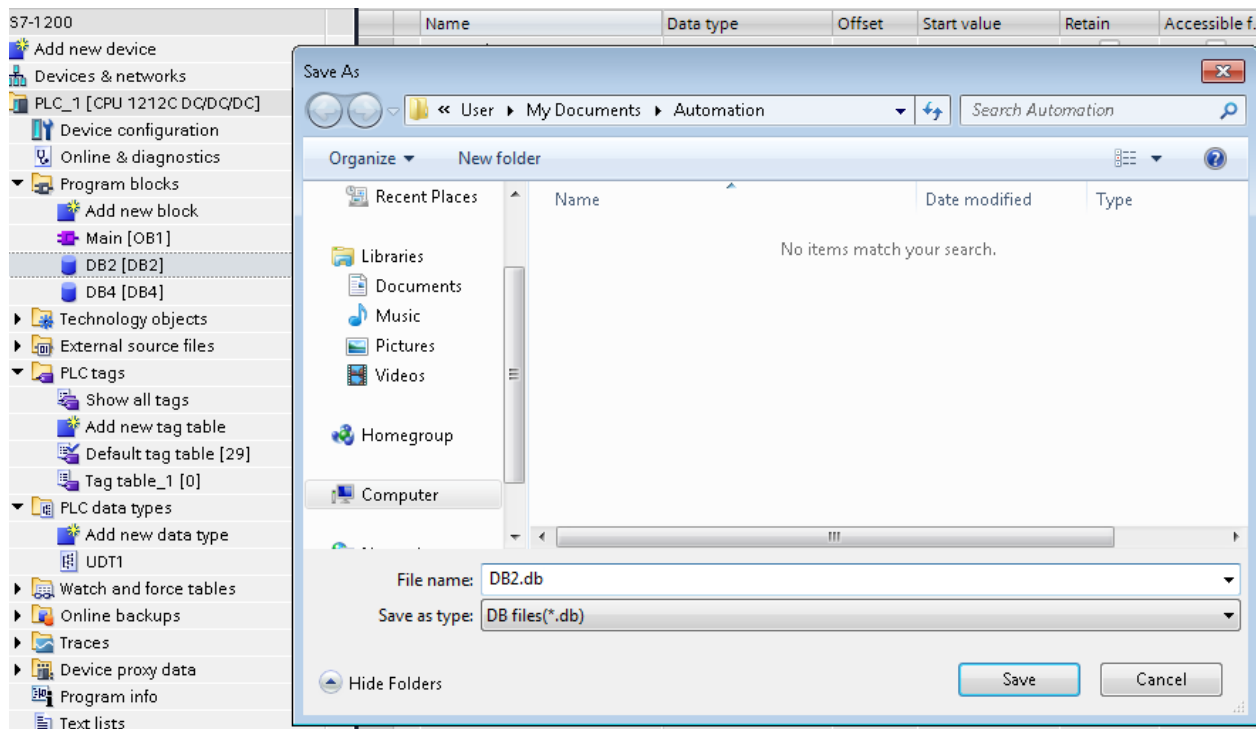 S7-1200
Add new device
Devices & networks
PLC_1 [CPU 1212C DC/DC/DC]
Device configuration
Online & diagnostics
Program blocks
Add new block
Main [OB1]
DB2 [DB2]
DB4 [DB4]
Technology objects
External source files
PLC tags
Show all tags
Add new tag table
Default tag table [29]
Tag table_1 [0]
PLC data types
Add new data type
UDT1
Watch and force tables
Online backups
Traces
Device proxy data
Program info
Text lists
Name Data type Offset Start value Retain Accessible f.
Save As
« User My Documents Automation Search Automation
Organize New folder
Recent Places
Libraries
Documents
Music
Pictures
Videos
Homegroup
Computer
Name Date modified Type
No items match your search.
File name: DB2.db
Save as type: DB files(*.db)
Hide Folders Save Cancel